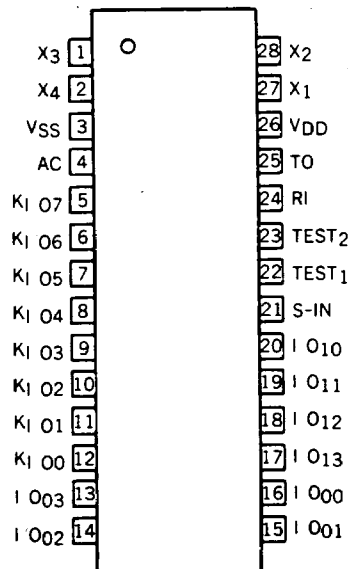 X3 1 28 X2
X4 2 27 X1
VSS 3 26 VDD
AC 4 25 TO
KI O7 5 24 RI
KI O6 6 23 TEST2
KI O5 7 22 TEST1
KI O4 8 21 S-IN
KI O3 9 20 I O10
KI O2 10 19 I O11
KI O1 11 18 I O12
KI O0 12 17 I O13
I O03 13 16 I O00
I O02 14 15 I O01